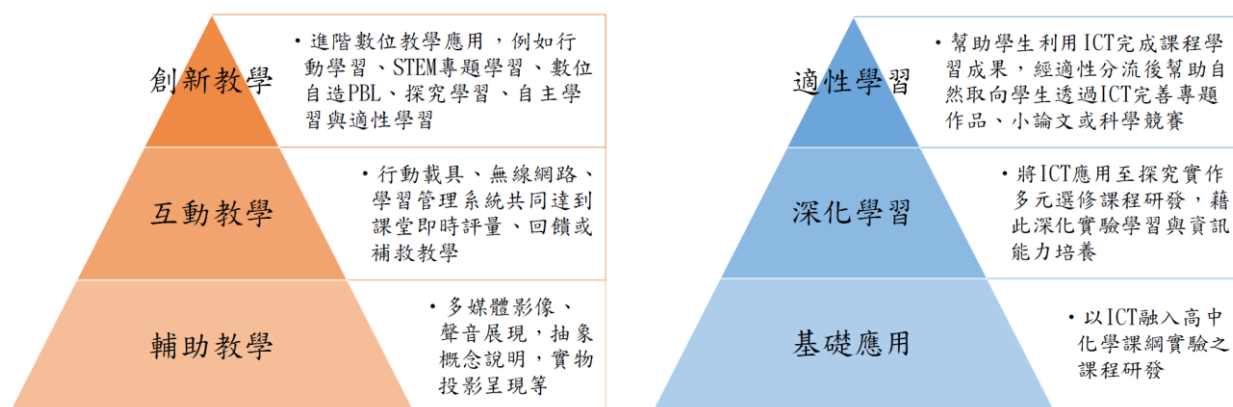 創新教學
•進階數位教學應用，例如行
動學習、STEM專題學習、數位
自造PBL、探究學習、自主學
習與適性學習
互動教學
•行動載具、無線網路、
學習管理系統共同達到
課堂即時評量、回饋或
補救教學
輔助教學
•多媒體影像、
聲音展現，抽象
概念說明，實物
投影呈現等
適性學習
•幫助學生利用ICT完成課程學
習成果，經適性分流後幫助自
然取向學生透過ICT完善專題
作品、小論文或科學競賽
深化學習
•將ICT應用至探究實作
多元選修課程研發，藉
此深化實驗學習與資訊
能力培養
基礎應用
•以ICT融入高中
化學課綱實驗之
課程研發